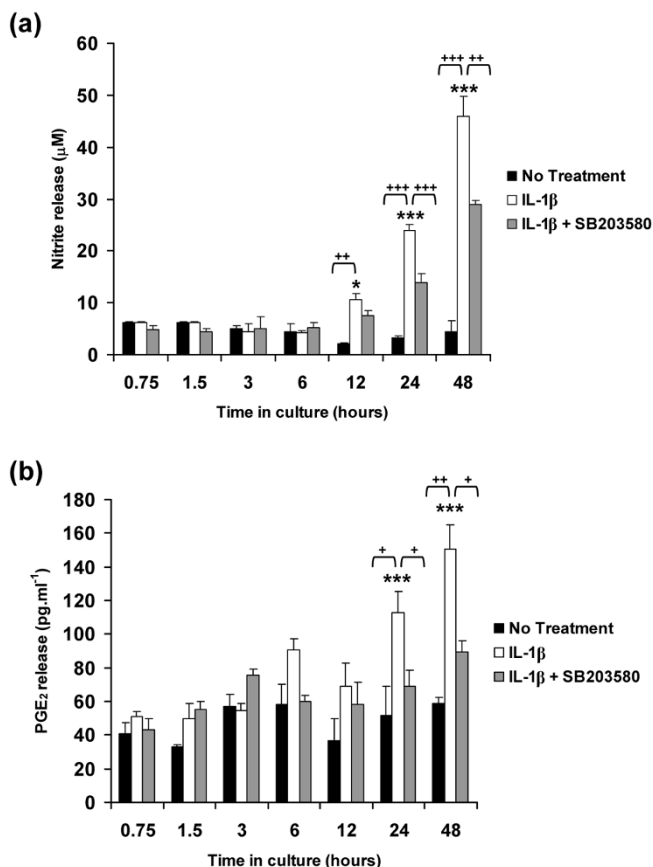 (a)
60
50
40
30
20
10
0
Nitrite release (μM)
+++ ++
***
+++ +++
***
++
*
No Treatment
IL-1β
IL-1β + SB203580
0.75 1.5 3 6 12 24 48
Time in culture (hours)
(b)
180
160
140
120
100
80
60
40
20
0
PGE₂ release (pg.ml⁻¹)
++ +
***
+ +
***
No Treatment
IL-1β
IL-1β + SB203580
0.75 1.5 3 6 12 24 48
Time in culture (hours)